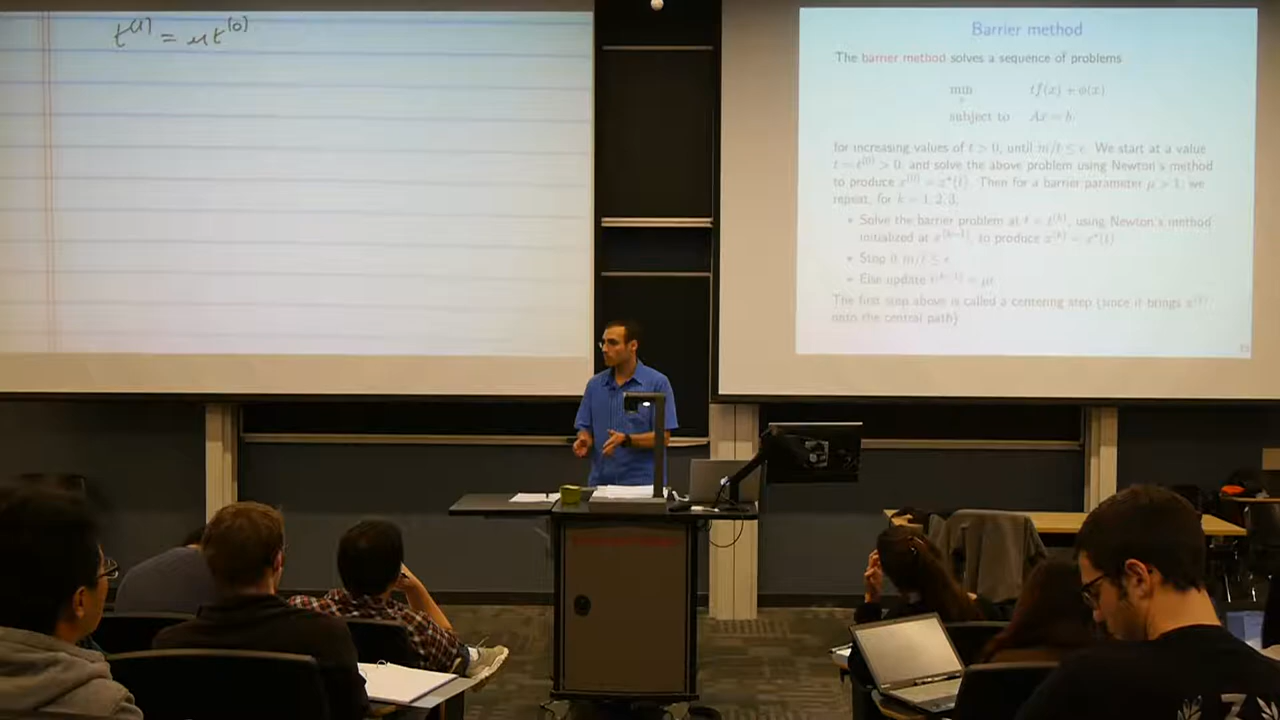 t^(1) = μt^(0)
Barrier method
The barrier method solves a sequence of problems
min tf(x) + φ(x)
x
subject to Ax = b
for increasing values of t > 0, until m/t ≤ ε. We start at a value
t = t^(0) > 0, and solve the above problem using Newton's method
to produce x^(0) = x*(t). Then for a barrier parameter μ > 1, we
repeat, for k = 1, 2, 3,
• Solve the barrier problem at t = t^(k), using Newton's method
initialized at x^(k-1), to produce x^(k) = x*(t)
• Stop if m/t ≤ ε
• Else update t^(k+1) = μt
The first step above is called a centering step (since it brings x^(k)
onto the central path)